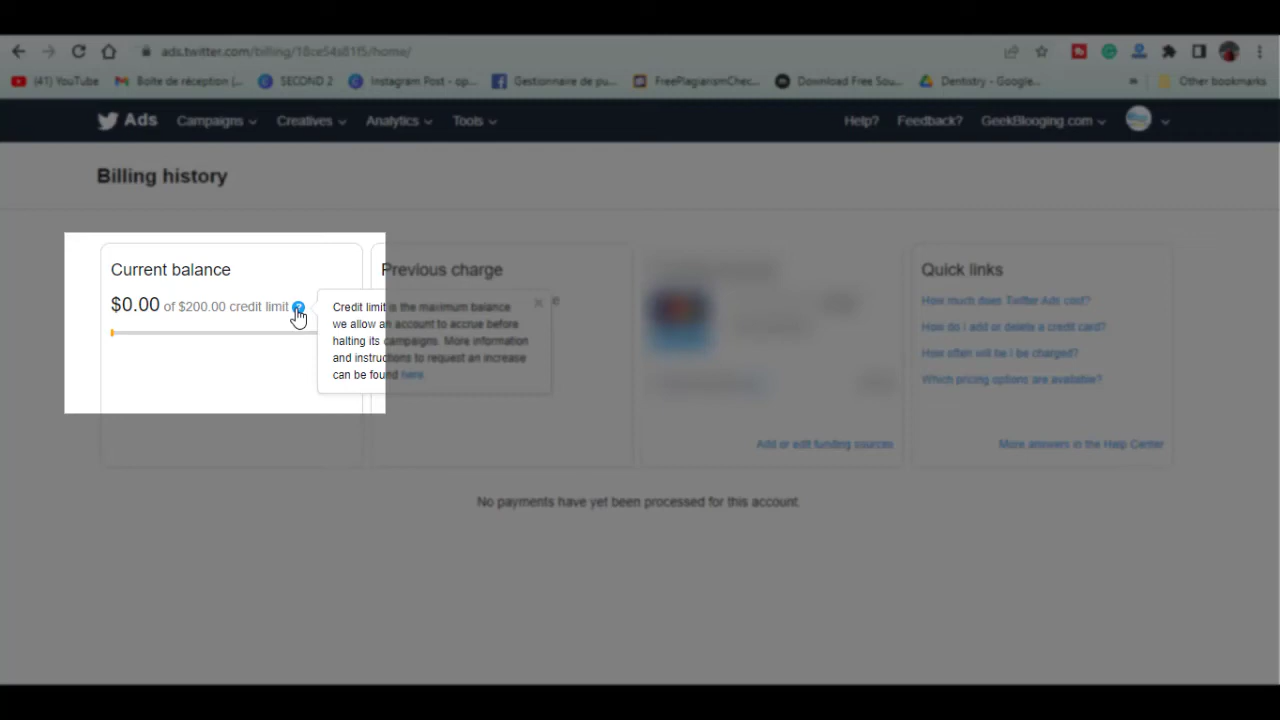 ads.twitter.com/billing/18ce54s81f5/home/
(41) YouTube
Boîte de réception (...
SECOND 2
Instagram Post - op...
Gestionnaire de pu...
FreePlagiarismChec...
Download Free Sou...
Dentistry - Google...
»
Other bookmarks
Ads
Campaigns
Creatives
Analytics
Tools
Help?
Feedback?
GeekBlooging.com
Billing history
Current balance
$0.00 of $200.00 credit limit ?
Credit limit is the maximum balance
we allow an account to accrue before
halting its campaigns. More information
and instructions to request an increase
can be found here.
Previous charge
Quick links
How much does Twitter Ads cost?
How do I add or delete a credit card?
How often will be I be charged?
Which pricing options are available?
Add or edit funding sources
More answers in the Help Center
No payments have yet been processed for this account.